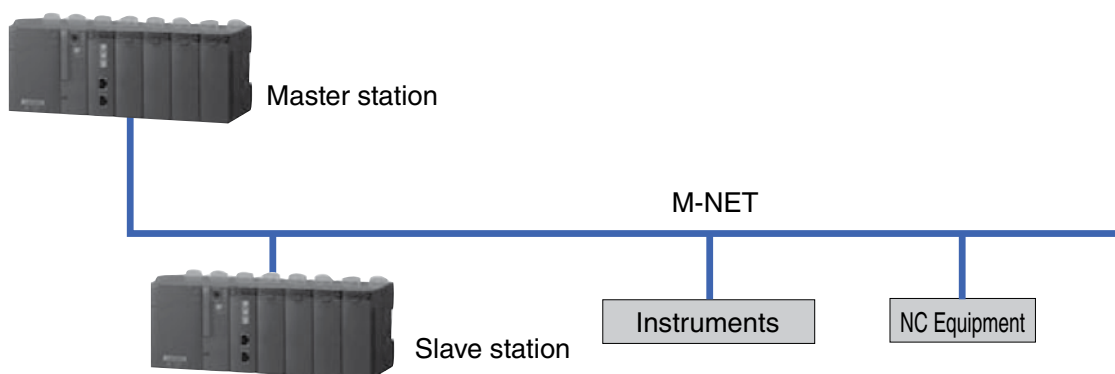 Master station
M-NET
Instruments
NC Equipment
Slave station